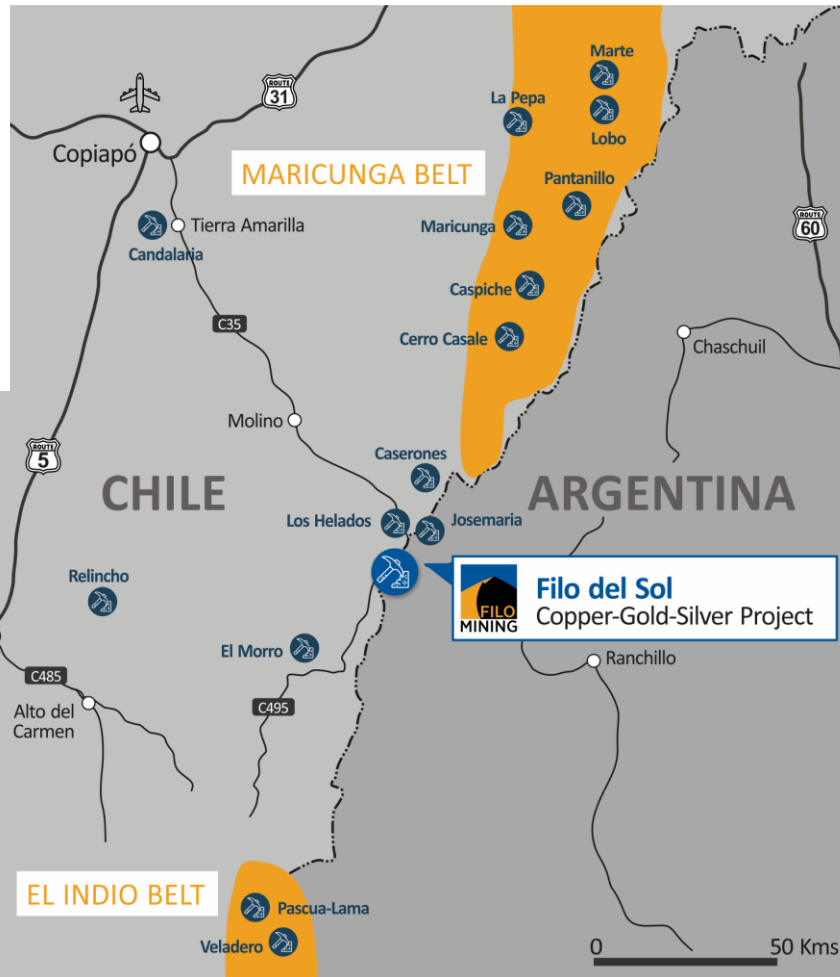 Marte
ROUTE
31
La Pepa
Lobo
Copiapó
MARICUNGA BELT
Pantanillo
Tierra Amarilla
Maricunga
ROUTE
60
Candalaria
Caspiche
C35
Cerro Casale
Chaschuil
Molino
ROUTE
5
Caserones
CHILE
ARGENTINA
Los Helados
Josemaria
Relincho
FILO
MINING
Filo del Sol
Copper-Gold-Silver Project
El Morro
Ranchillo
C485
C495
Alto del
Carmen
EL INDIO BELT
Pascua-Lama
Veladero
0
50 Kms